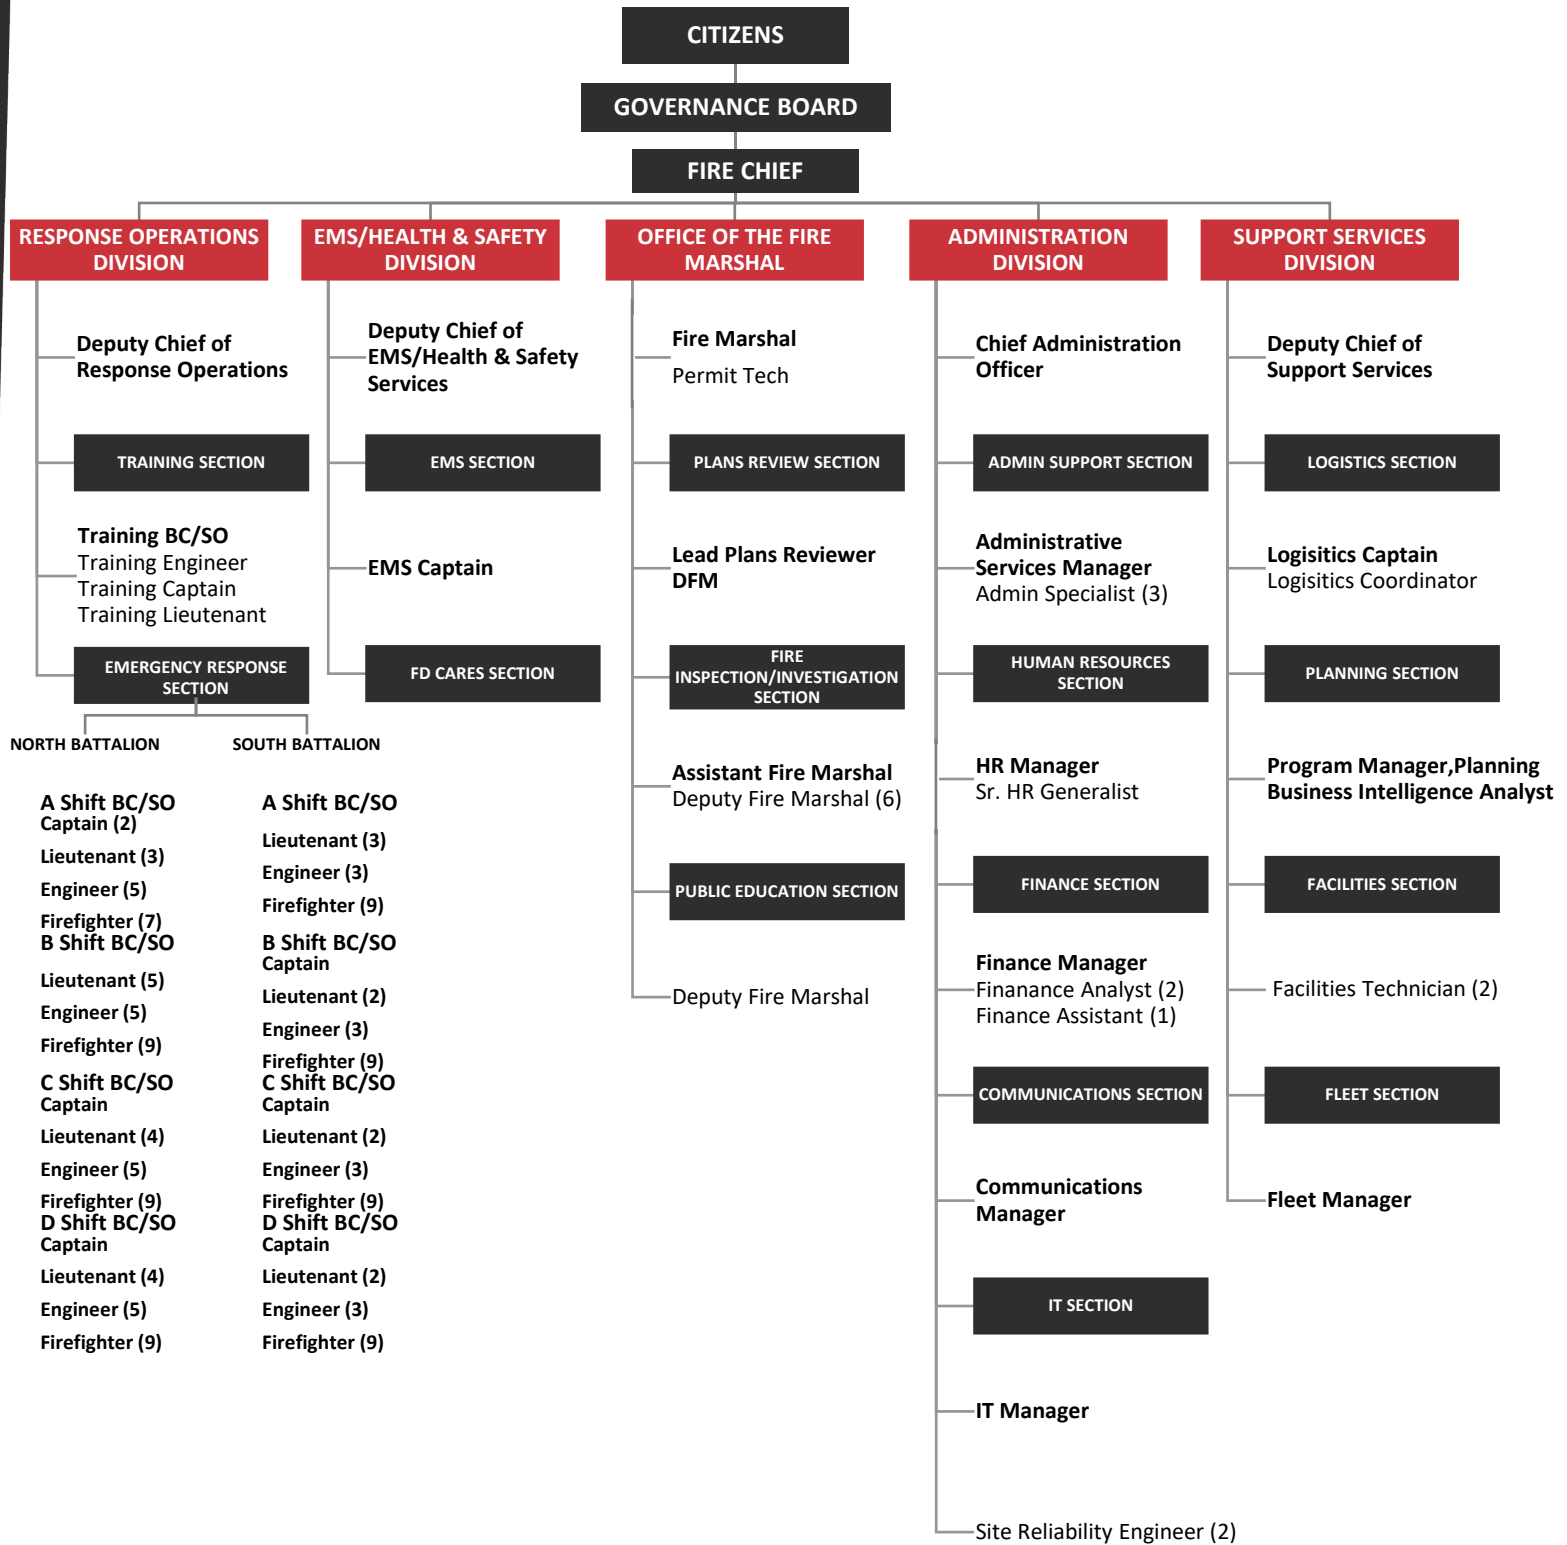 CITIZENS
GOVERNANCE BOARD
FIRE CHIEF
RESPONSE OPERATIONS
DIVISION
Deputy Chief of
Response Operations
TRAINING SECTION
Training BC/SO
Training Engineer
Training Captain
Training Lieutenant
EMERGENCY RESPONSE
SECTION
NORTH BATTALION
A Shift BC/SO
Captain (2)
Lieutenant (3)
Engineer (5)
Firefighter (7)
B Shift BC/SO
Lieutenant (5)
Engineer (5)
Firefighter (9)
C Shift BC/SO
Captain
Lieutenant (4)
Engineer (5)
Firefighter (9)
D Shift BC/SO
Captain
Lieutenant (4)
Engineer (5)
Firefighter (9)
SOUTH BATTALION
A Shift BC/SO
Lieutenant (3)
Engineer (3)
Firefighter (9)
B Shift BC/SO
Captain
Lieutenant (2)
Engineer (3)
Firefighter (9)
C Shift BC/SO
Captain
Lieutenant (2)
Engineer (3)
Firefighter (9)
D Shift BC/SO
Captain
Lieutenant (2)
Engineer (3)
Firefighter (9)
EMS/HEALTH & SAFETY
DIVISION
Deputy Chief of
EMS/Health & Safety
Services
EMS SECTION
EMS Captain
FD CARES SECTION
OFFICE OF THE FIRE
MARSHAL
Fire Marshal
Permit Tech
PLANS REVIEW SECTION
Lead Plans Reviewer
DFM
FIRE
INSPECTION/INVESTIGATION
SECTION
Assistant Fire Marshal
Deputy Fire Marshal (6)
PUBLIC EDUCATION SECTION
Deputy Fire Marshal
ADMINISTRATION
DIVISION
Chief Administration
Officer
ADMIN SUPPORT SECTION
Administrative
Services Manager
Admin Specialist (3)
HUMAN RESOURCES
SECTION
HR Manager
Sr. HR Generalist
FINANCE SECTION
Finance Manager
Finanance Analyst (2)
Finance Assistant (1)
COMMUNICATIONS SECTION
Communications
Manager
IT SECTION
IT Manager
Site Reliability Engineer (2)
SUPPORT SERVICES
DIVISION
Deputy Chief of
Support Services
LOGISTICS SECTION
Logisitics Captain
Logisitics Coordinator
PLANNING SECTION
Program Manager,Planning
Business Intelligence Analyst
FACILITIES SECTION
Facilities Technician (2)
FLEET SECTION
Fleet Manager